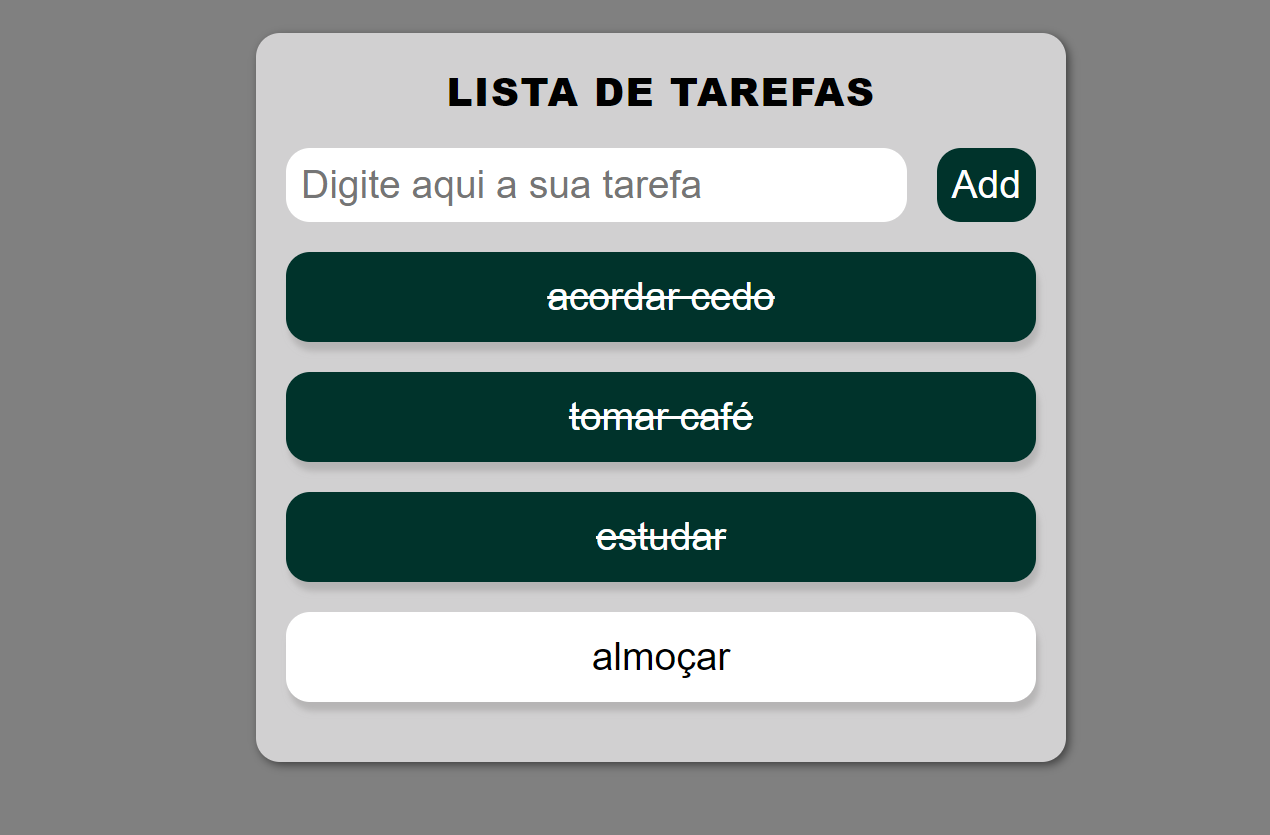 LISTA DE TAREFAS
Digite aqui a sua tarefa
Add
acordar cedo
tomar café
estudar
almoçar